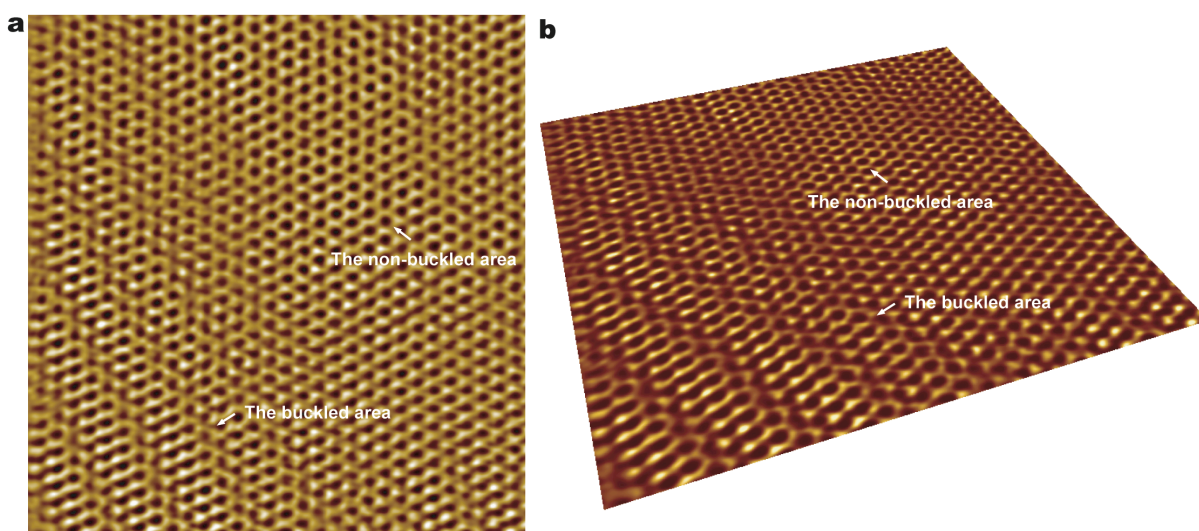 a
The non-buckled area
The buckled area
b
The non-buckled area
The buckled area